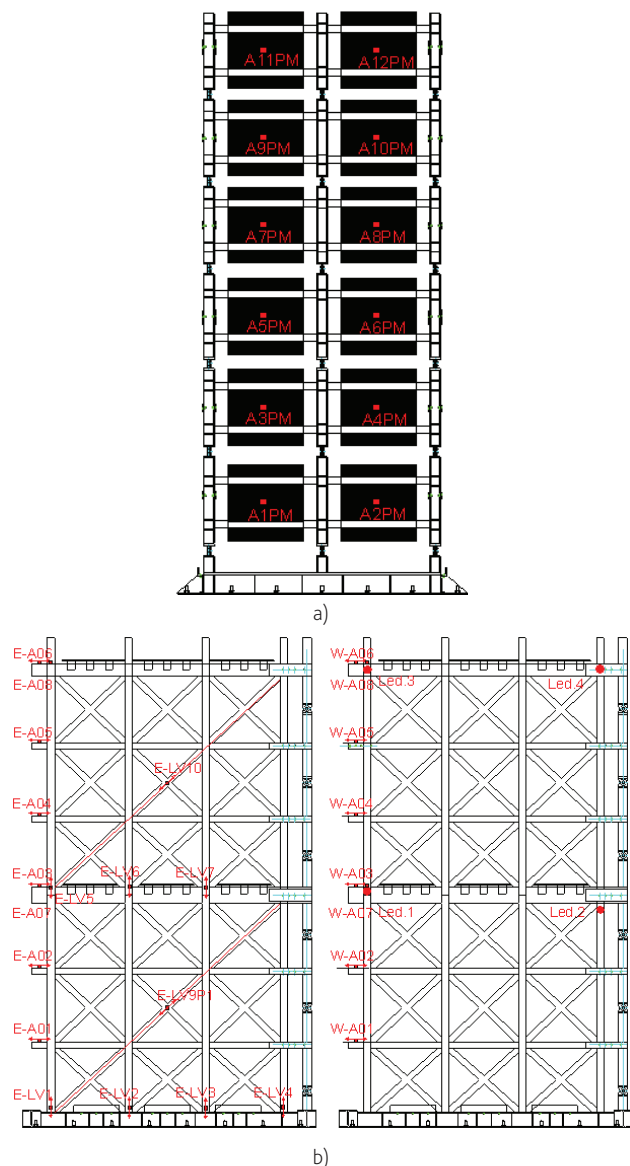 A11PM A12PM
A9PM A10PM
A7PM A8PM
A5PM A6PM
A3PM A4PM
A1PM A2PM
a)
E-A06 W-A06
E-A08 W-A08 Led.3 Led.4
E-A05 W-A05
E-LV10
E-A04 W-A04
E-A03 E-LV6 E-LV7 W-A03
E-TV5
E-A07 W-A07 Led.1 Led.2
E-A02 W-A02
E-LV9P1
E-A01 W-A01
E-LV1 E-LV2 E-LV3 E-LV4
b)